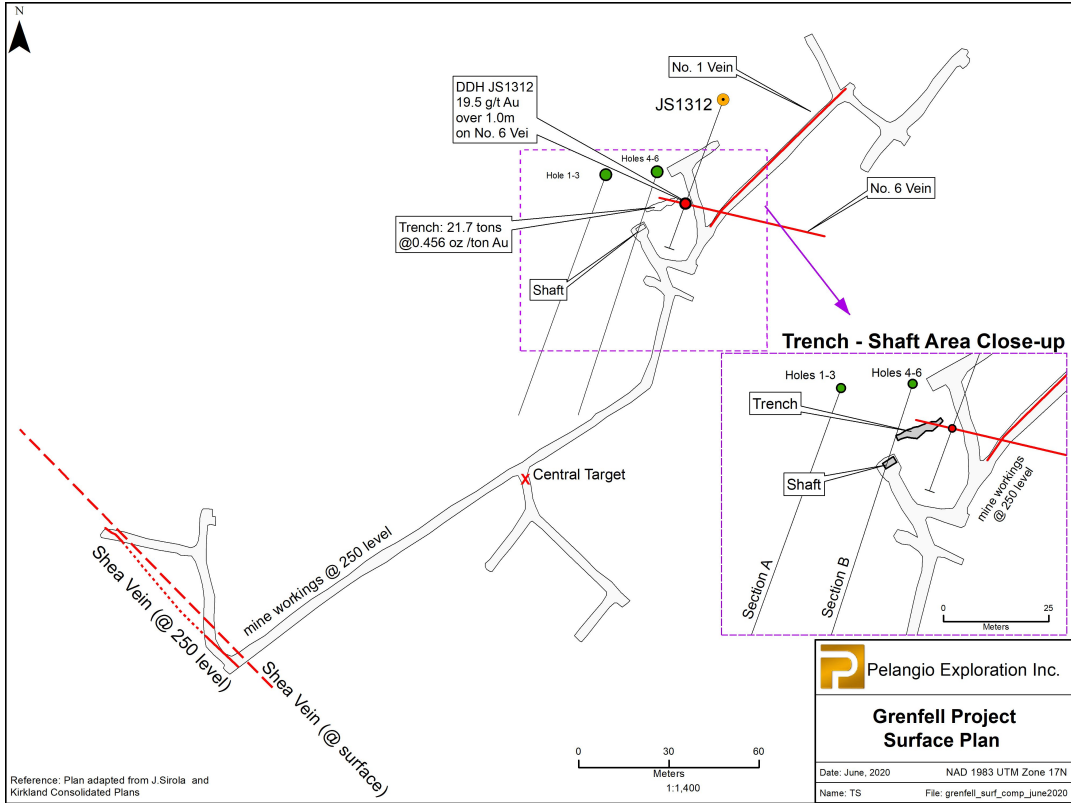 N
No. 1 Vein
DDH JS1312
19.5 g/t Au
over 1.0m
on No. 6 Vei
JS1312
Holes 4-6
Hole 1-3
No. 6 Vein
Trench: 21.7 tons
@0.456 oz /ton Au
Shaft
Trench - Shaft Area Close-up
Holes 1-3
Holes 4-6
Trench
Shaft
mine workings
@ 250 level
Section A
Section B
0 25
Meters
Central Target
mine workings @ 250 level
Shea Vein (@ 250 level)
Shea Vein (@ surface)
0 30 60
Meters
1:1,400
Pelangio Exploration Inc.
Grenfell Project
Surface Plan
Date: June, 2020 NAD 1983 UTM Zone 17N
Name: TS File: grenfell_surf_comp_june2020
Reference: Plan adapted from J.Sirola and
Kirkland Consolidated Plans
X